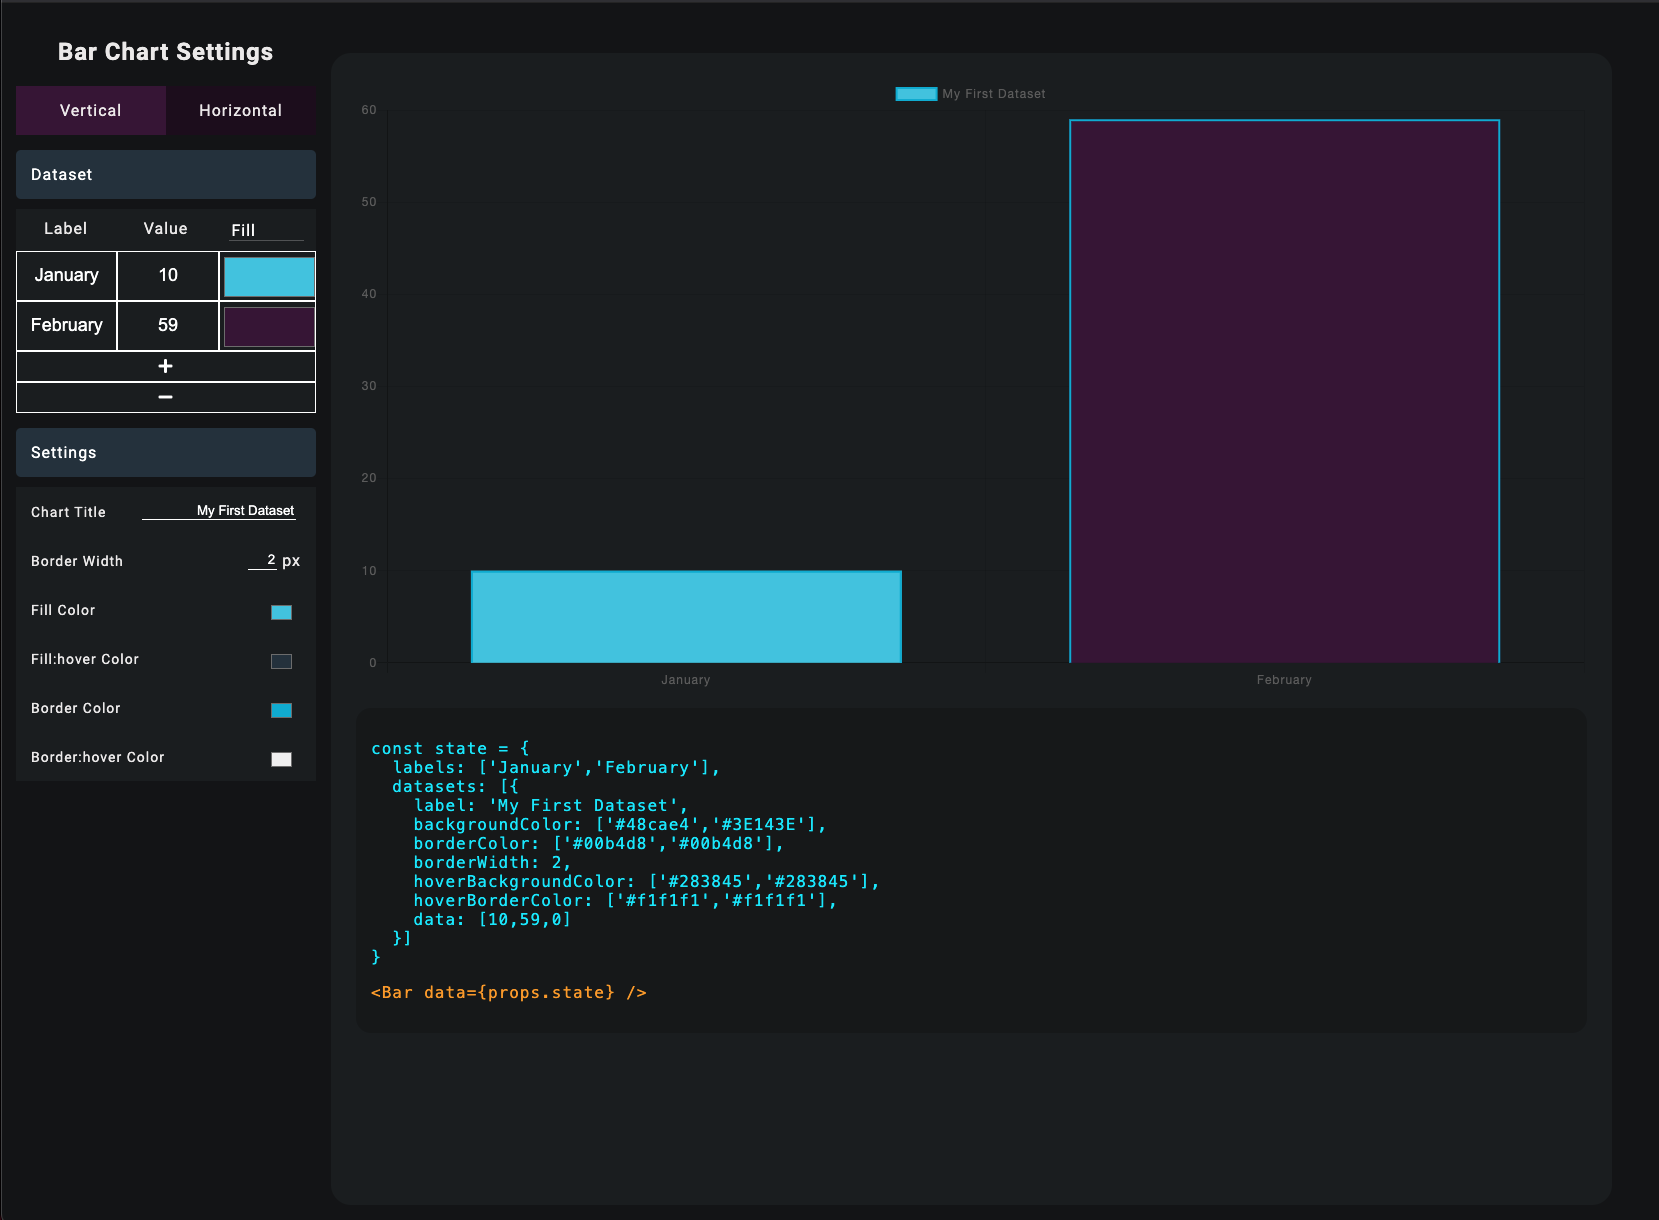 Bar Chart Settings
Vertical Horizontal
Dataset
Label Value Fill
January 10
February 59
+
−
Settings
Chart Title My First Dataset
Border Width 2 px
Fill Color
Fill:hover Color
Border Color
Border:hover Color
My First Dataset
60
50
40
30
20
10
0
January February
const state = {
  labels: ['January','February'],
  datasets: [{
    label: 'My First Dataset',
    backgroundColor: ['#48cae4','#3E143E'],
    borderColor: ['#00b4d8','#00b4d8'],
    borderWidth: 2,
    hoverBackgroundColor: ['#283845','#283845'],
    hoverBorderColor: ['#f1f1f1','#f1f1f1'],
    data: [10,59,0]
  }]
}
<Bar data={props.state} />